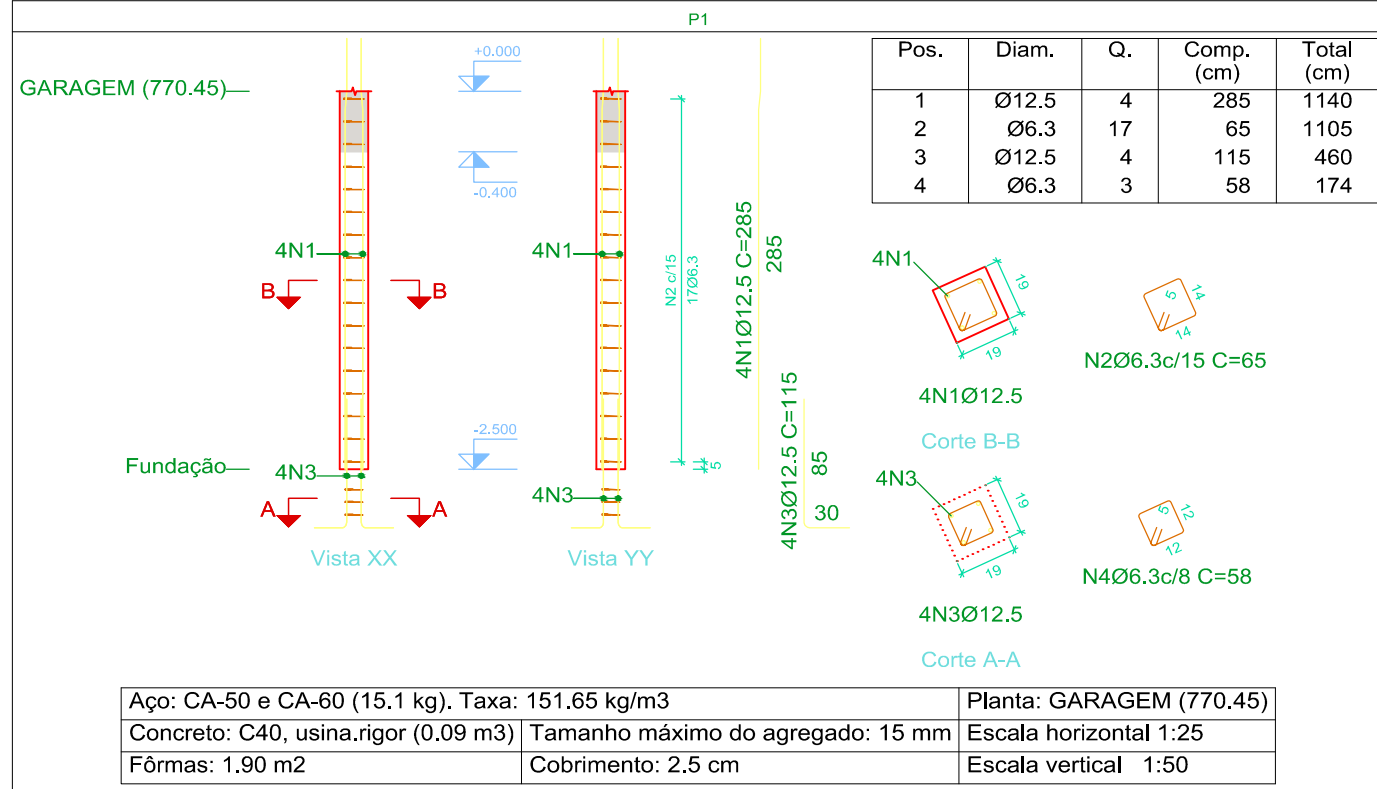 P1
GARAGEM (770.45)
+0.000
-0.400
4N1
4N1
B
B
-2.500
Fundação
4N3
4N3
A
A
Vista XX
Vista YY
N2 c/15
17Ø6.3
5
4N1Ø12.5 C=285
285
4N3Ø12.5 C=115
85
30
Pos. Diam. Q. Comp. (cm) Total (cm)
1 Ø12.5 4 285 1140
2 Ø6.3 17 65 1105
3 Ø12.5 4 115 460
4 Ø6.3 3 58 174
4N1
19
19
4N1Ø12.5
Corte B-B
5
14
14
N2Ø6.3c/15 C=65
4N3
19
19
4N3Ø12.5
Corte A-A
5
12
12
N4Ø6.3c/8 C=58
Aço: CA-50 e CA-60 (15.1 kg). Taxa: 151.65 kg/m3 Planta: GARAGEM (770.45)
Concreto: C40, usina.rigor (0.09 m3) Tamanho máximo do agregado: 15 mm Escala horizontal 1:25
Fôrmas: 1.90 m2 Cobrimento: 2.5 cm Escala vertical 1:50